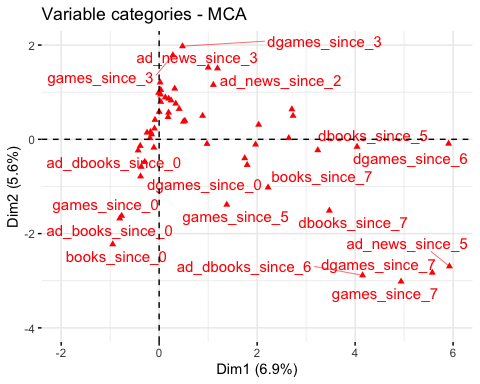 Variable categories - MCA
2
dgames_since_3
ad_news_since_3
games_since_3
ad_news_since_2
0
dbooks_since_5
ad_dbooks_since_0
games_since_6
dgames_since_0
books_since_7
games_since_0
games_since_5
dbooks_since_7
ad_books_since_0
-2
books_since_0
ad_news_since_5
ad_dbooks_since_6
dgames_since_7
games_since_7
-4
-2
0
2
4
6
Dim1 (6.9%)
Dim2 (5.6%)